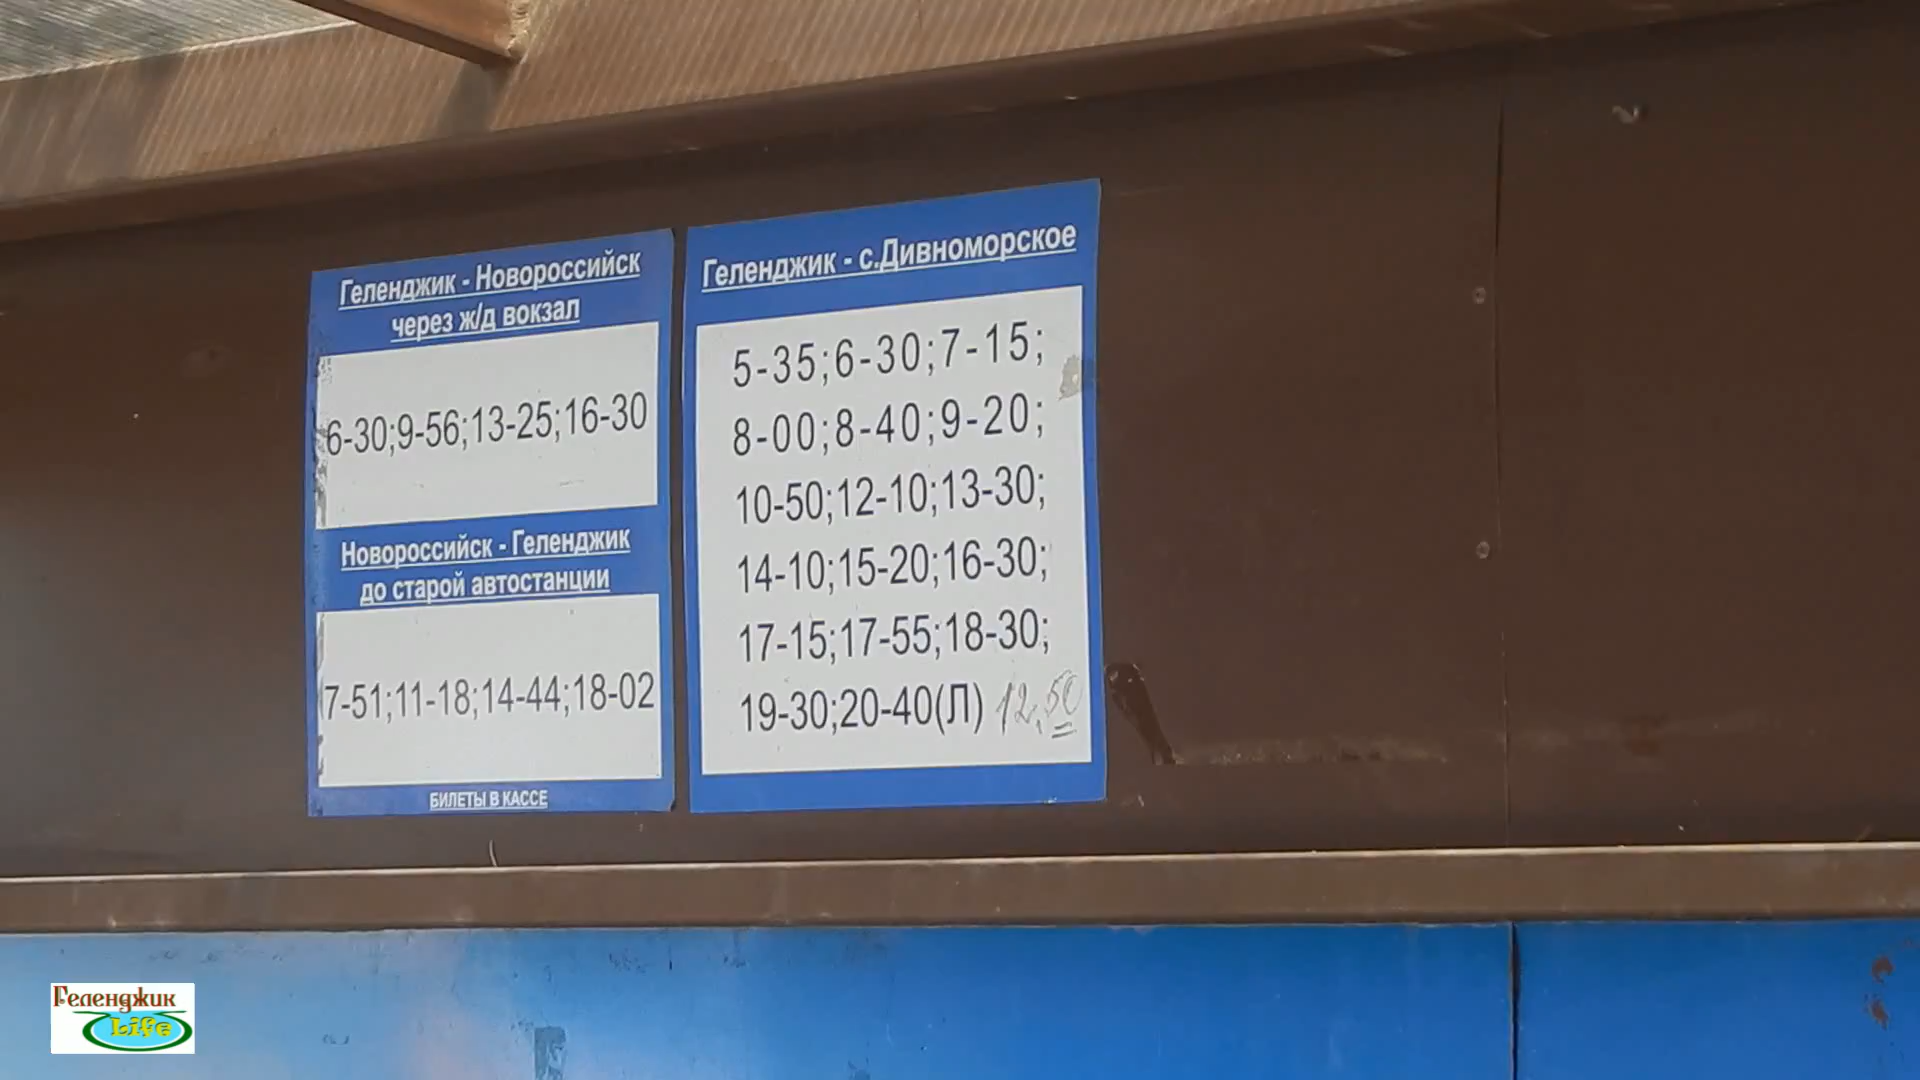 Геленджик - Новороссийск
через ж/д вокзал
6-30;9-56;13-25;16-30
Новороссийск - Геленджик
до старой автостанции
7-51;11-18;14-44;18-02
БИЛЕТЫ В КАССЕ
Геленджик - с.Дивноморское
5-35;6-30;7-15;
8-00;8-40;9-20;
10-50;12-10;13-30;
14-10;15-20;16-30;
17-15;17-55;18-30;
19-30;20-40(Л) 12.50
Геленджик
Life